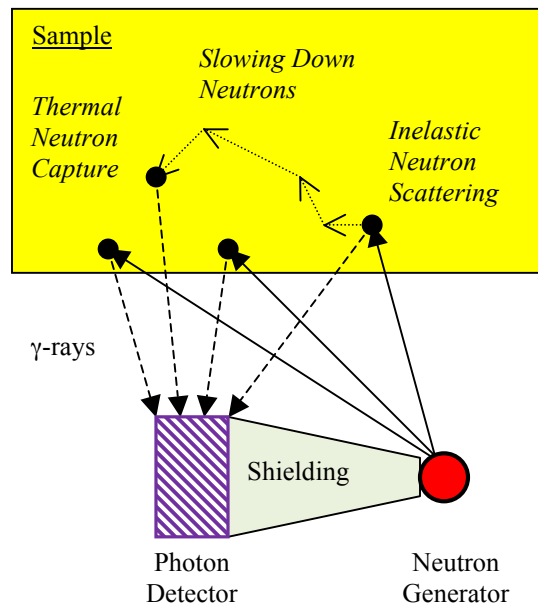 Sample
Slowing Down
Neutrons
Thermal
Neutron
Capture
Inelastic
Neutron
Scattering
γ-rays
Shielding
Photon
Detector
Neutron
Generator